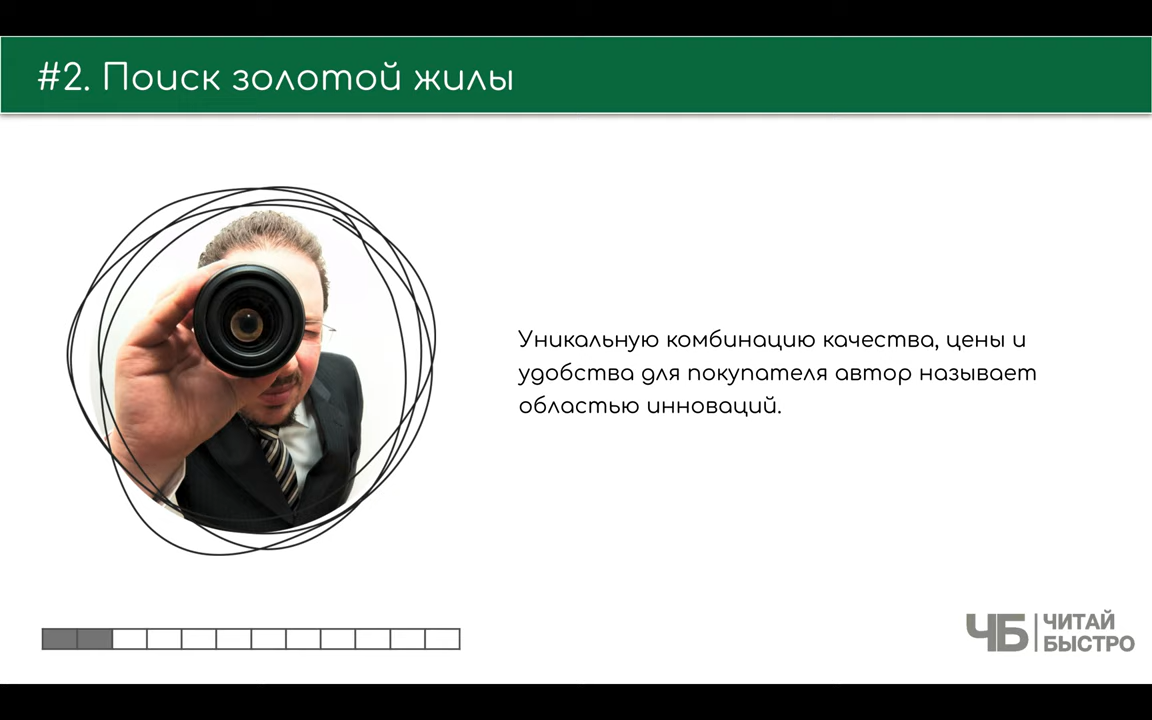 #2. Поиск золотой жилы
Уникальную комбинацию качества, цены и
удобства для покупателя автор называет
областью инноваций.
ЧБ
ЧИТАЙ
БЫСТРО